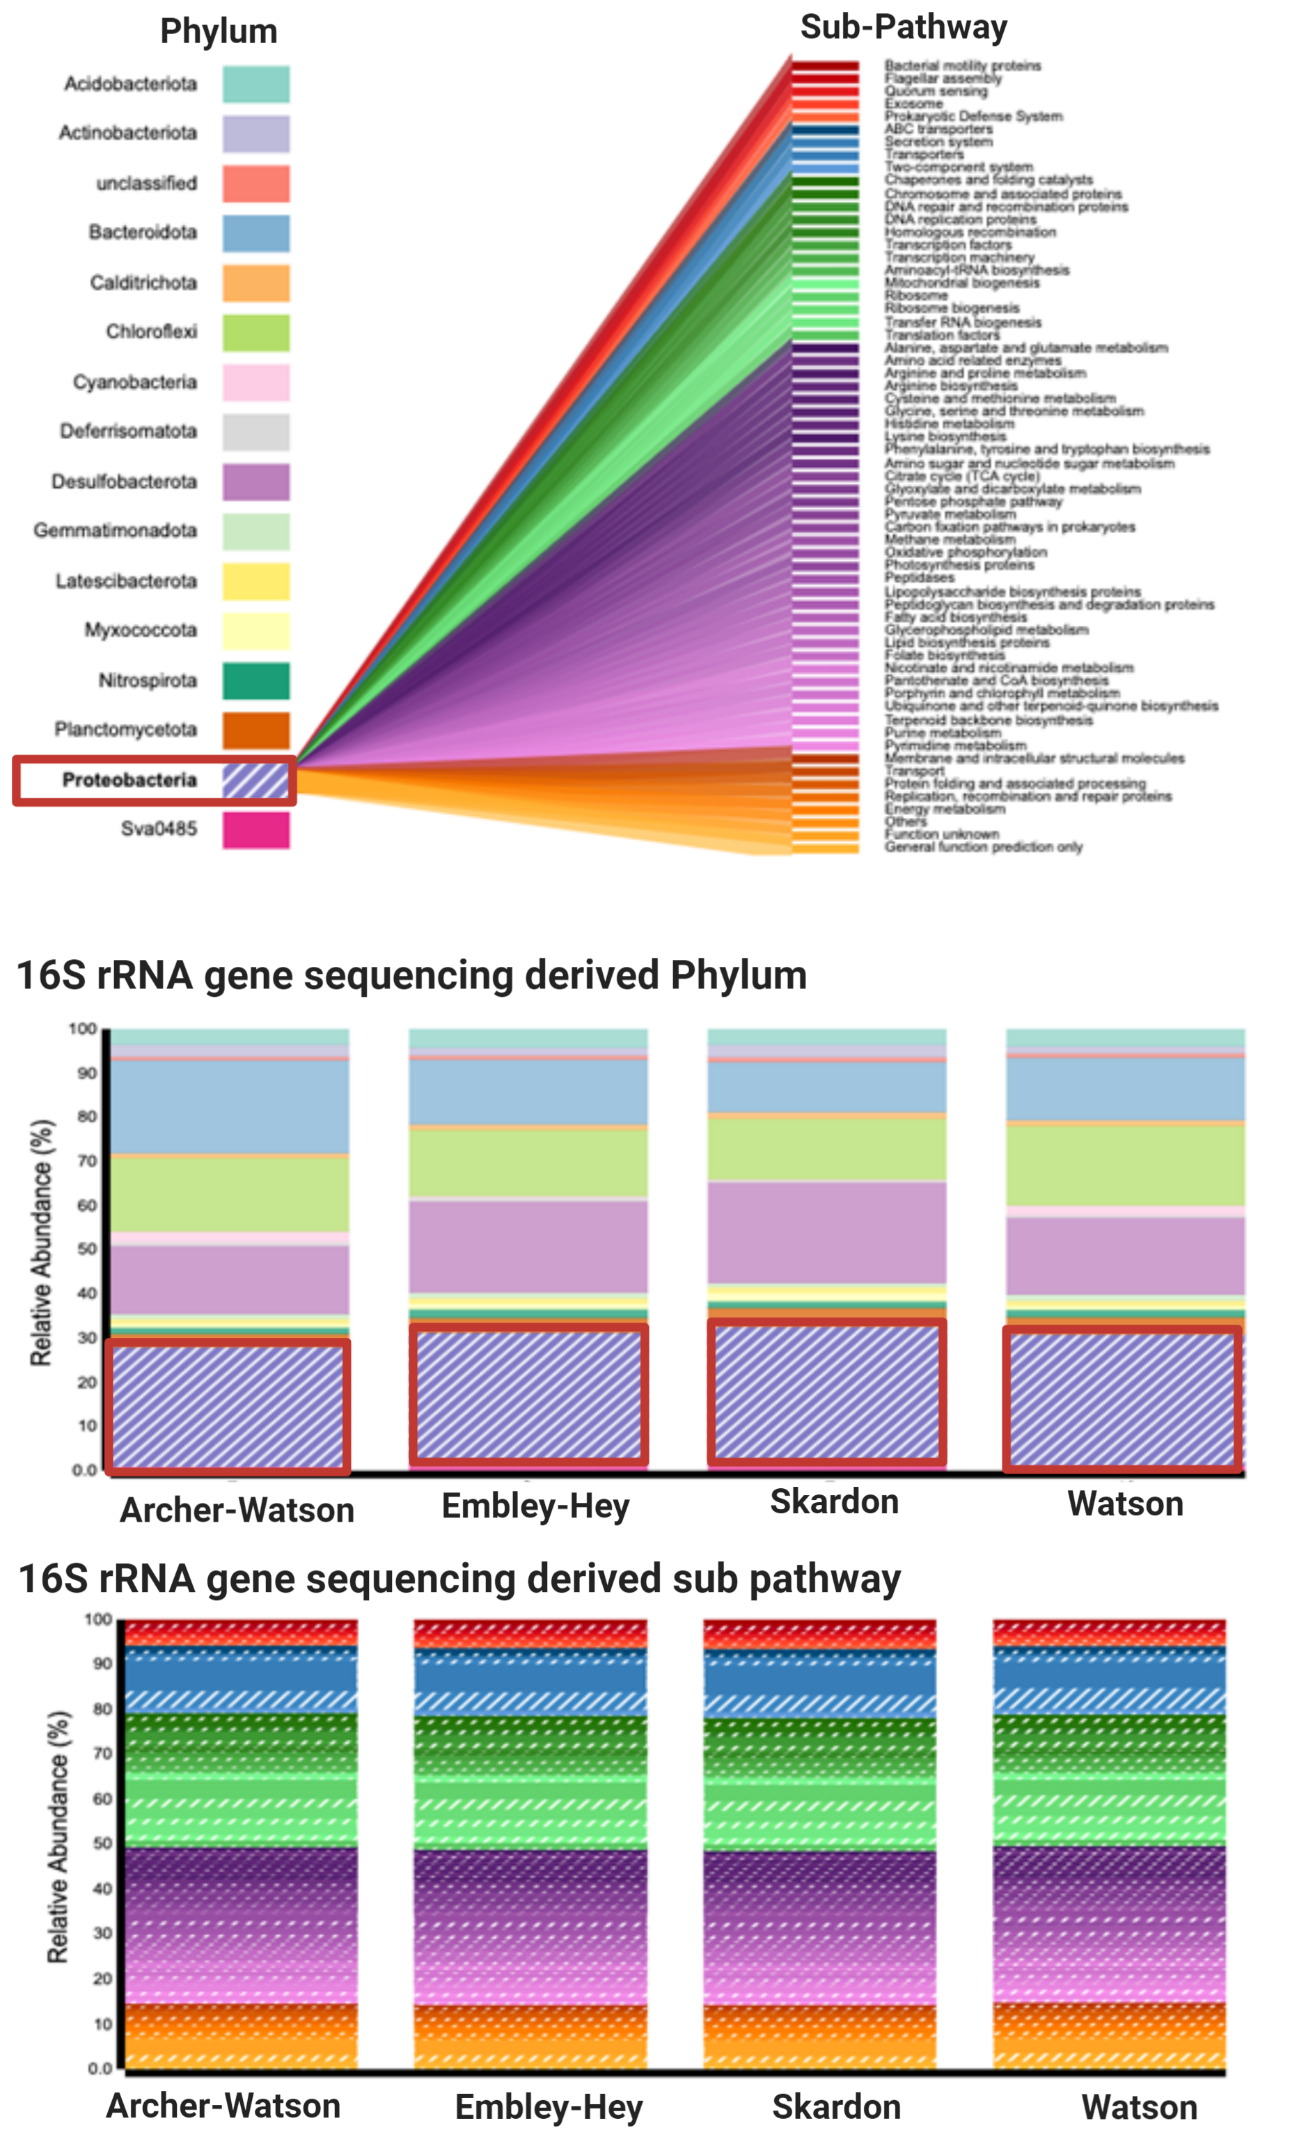 Phylum
Sub-Pathway
Acidobacteriota
Actinobacteriota
unclassified
Bacteroidota
Calditrichota
Chloroflexi
Cyanobacteria
Deferrisomatota
Desulfobacterota
Gemmatimonadota
Latescibacterota
Myxococcota
Nitrospirota
Planctomycetota
Proteobacteria
Sva0485
Bacterial motility proteins
Flagellar assembly
Quorum sensing
Exosome
Prokaryotic Defense System
ABC transporters
Secretion system
Transporters
Two-component system
Chaperones and folding catalysts
Chromosome and associated proteins
DNA repair and recombination proteins
DNA replication proteins
Homologous recombination
Transcription factors
Transcription machinery
Aminoacyl-tRNA biosynthesis
Mitochondrial biogenesis
Ribosome
Ribosome biogenesis
Transfer RNA biogenesis
Translation factors
Alanine, aspartate and glutamate metabolism
Amino acid related enzymes
Arginine and proline metabolism
Arginine biosynthesis
Cysteine and methionine metabolism
Glycine, serine and threonine metabolism
Histidine metabolism
Lysine biosynthesis
Phenylalanine, tyrosine and tryptophan biosynthesis
Amino sugar and nucleotide sugar metabolism
Citrate cycle (TCA cycle)
Glyoxylate and dicarboxylate metabolism
Pentose phosphate pathway
Pyruvate metabolism
Carbon fixation pathways in prokaryotes
Methane metabolism
Oxidative phosphorylation
Photosynthesis proteins
Peptidases
Lipopolysaccharide biosynthesis proteins
Peptidoglycan biosynthesis and degradation proteins
Fatty acid biosynthesis
Glycerophospholipid metabolism
Lipid biosynthesis proteins
Folate biosynthesis
Nicotinate and nicotinamide metabolism
Pantothenate and CoA biosynthesis
Porphyrin and chlorophyll metabolism
Ubiquinone and other terpenoid-quinone biosynthesis
Terpenoid backbone biosynthesis
Purine metabolism
Pyrimidine metabolism
Membrane and intracellular structural molecules
Transport
Protein folding and associated processing
Replication, recombination and repair proteins
Energy metabolism
Others
Function unknown
General function prediction only
16S rRNA gene sequencing derived Phylum
Relative Abundance (%)
100
90
80
70
60
50
40
30
20
10
0.0
Archer-Watson
Embley-Hey
Skardon
Watson
16S rRNA gene sequencing derived sub pathway
Relative Abundance (%)
100
90
80
70
60
50
40
30
20
10
0.0
Archer-Watson
Embley-Hey
Skardon
Watson